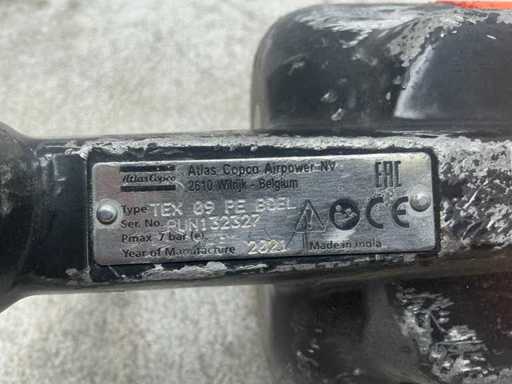 Atlas Copco
Atlas Copco Airpower NV
2610 Wilrijk - Belgium
EAC
Type TEX 09 PE
Ser. No.
Pmax 7 bar (e)
CE
Year of Manufacture 2021
Made in India